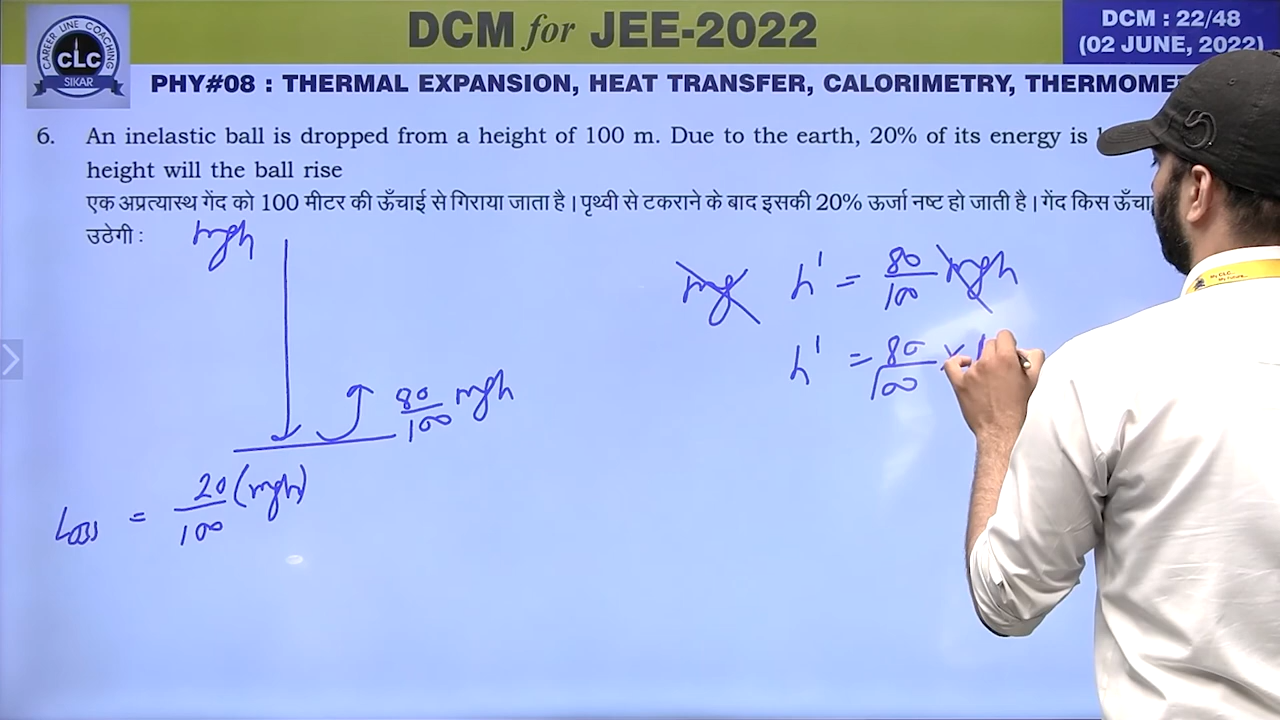 DCM for JEE-2022
DCM : 22/48
(02 JUNE, 2022)
CAREER LINE COACHING
CLC
SIKAR
PHY#08 : THERMAL EXPANSION, HEAT TRANSFER, CALORIMETRY, THERMOME
6. An inelastic ball is dropped from a height of 100 m. Due to the earth, 20% of its energy is
height will the ball rise
एक अप्रत्यास्थ गेंद को 100 मीटर की ऊँचाई से गिराया जाता है। पृथ्वी से टकराने के बाद इसकी 20% ऊर्जा नष्ट हो जाती है। गेंद किस ऊँचा
उठेगी :
mgh
mg h' = 80/100 mgh
h' = 80/100 ×
80/100 mgh
Loss = 20/100 (mgh)